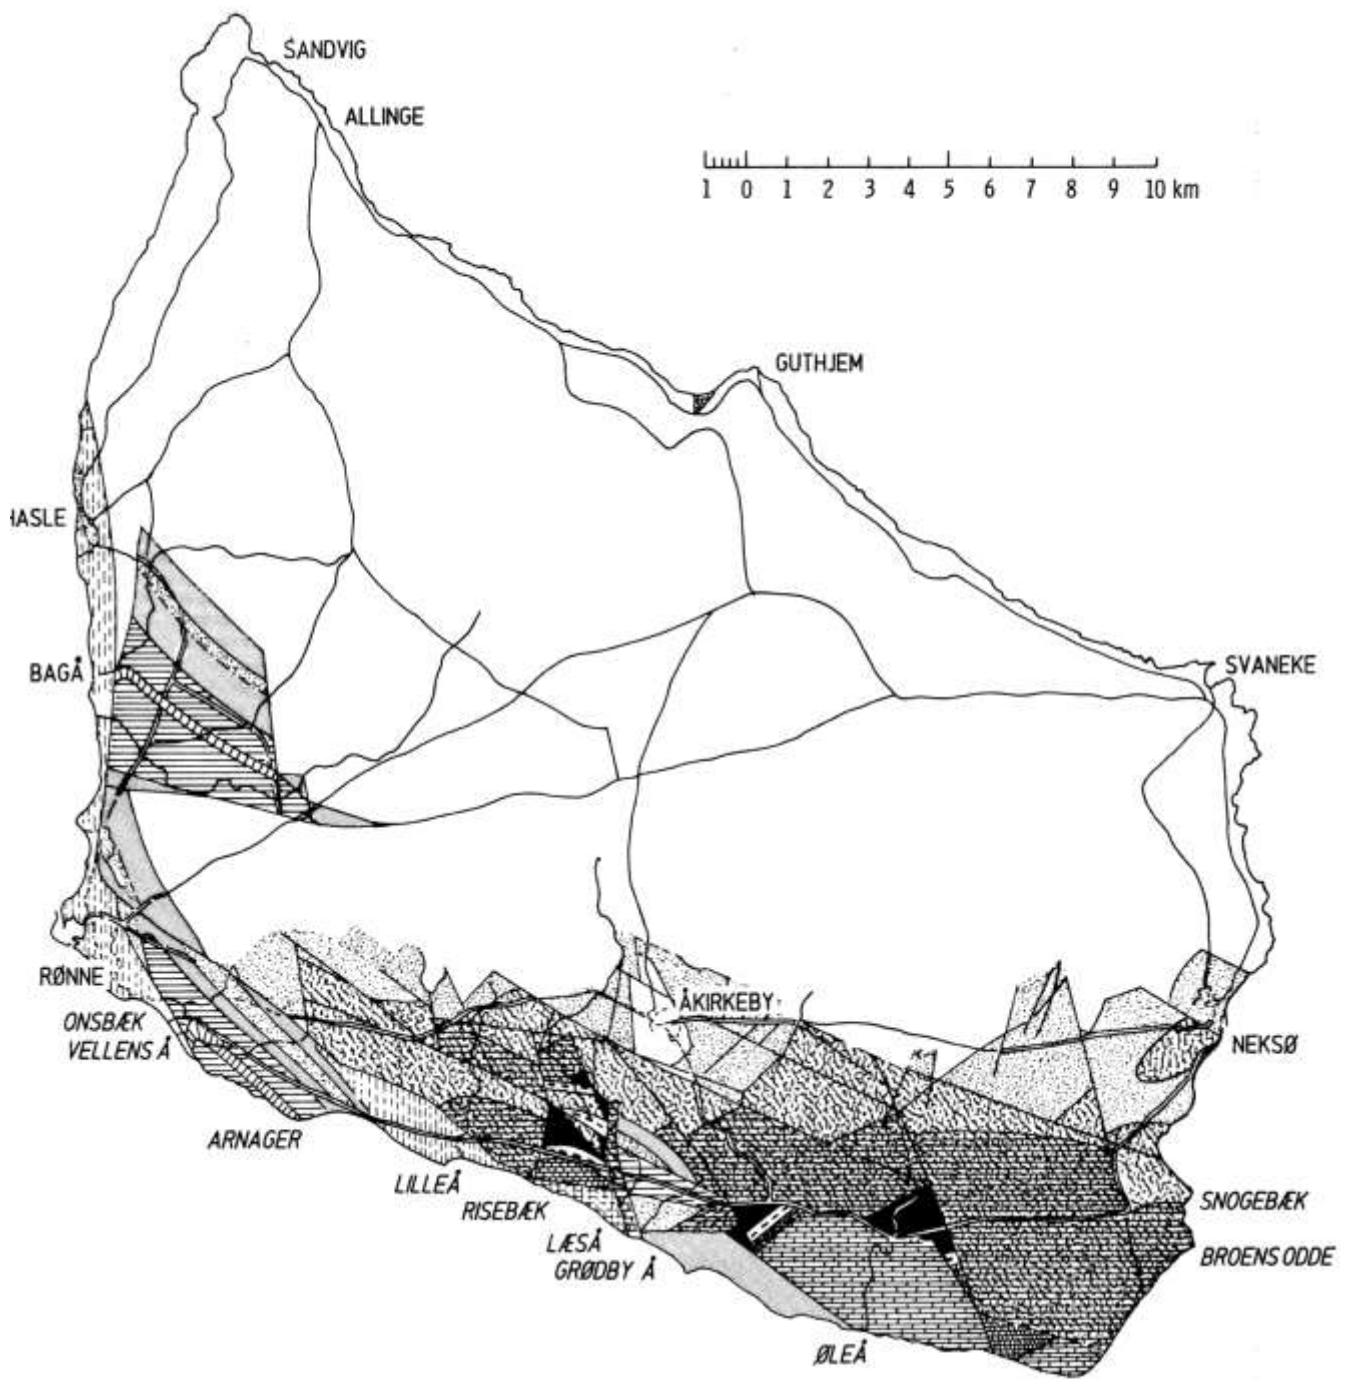 SANDVIG
ALLINGE
1 0 1 2 3 4 5 6 7 8 9 10 km
GUTHJEM
HASLE
BAGÅ
SVANEKE
RØNNE
ÅKIRKEBY
ONSBÆK
VELLENS Å
NEKSØ
ARNAGER
LILLEÅ
RISEBÆK
SNOGEBÆK
LÆSÅ
GRØDBY Å
BROENS ODDE
ØLEÅ